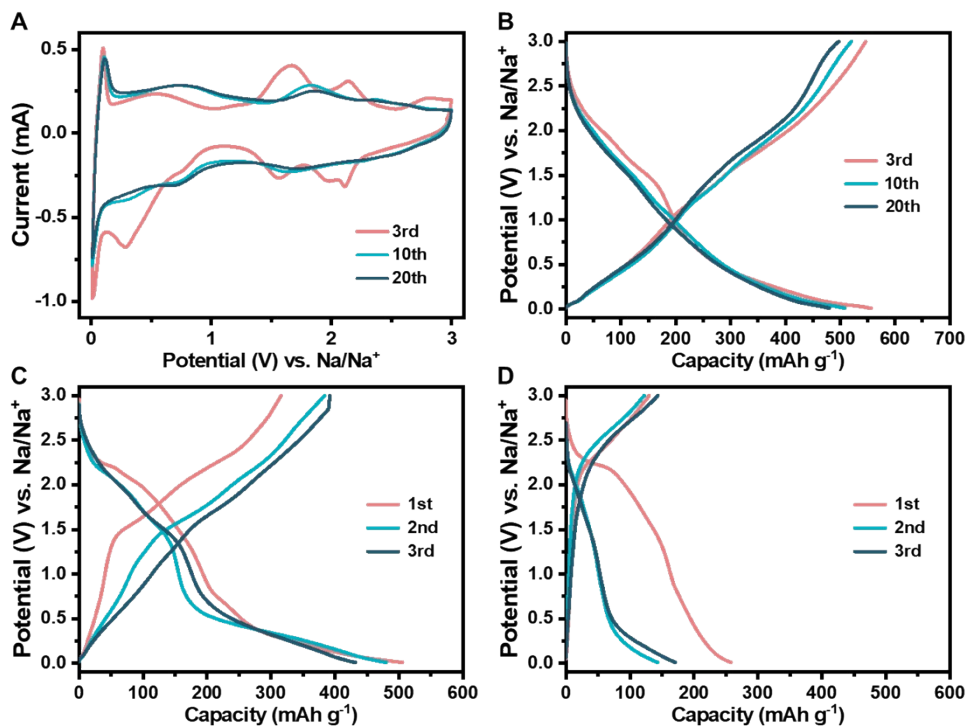 A
0.5
0.0
-0.5
-1.0
Current (mA)
3rd
10th
20th
0
1
2
3
Potential (V) vs. Na/Na⁺
B
3.0
2.5
2.0
1.5
1.0
0.5
0.0
Potential (V) vs. Na/Na⁺
3rd
10th
20th
0 100 200 300 400 500 600 700
Capacity (mAh g⁻¹)
C
3.0
2.5
2.0
1.5
1.0
0.5
0.0
Potential (V) vs. Na/Na⁺
1st
2nd
3rd
0 100 200 300 400 500 600
Capacity (mAh g⁻¹)
D
3.0
2.5
2.0
1.5
1.0
0.5
0.0
Potential (V) vs. Na/Na⁺
1st
2nd
3rd
0 100 200 300 400 500 600
Capacity (mAh g⁻¹)